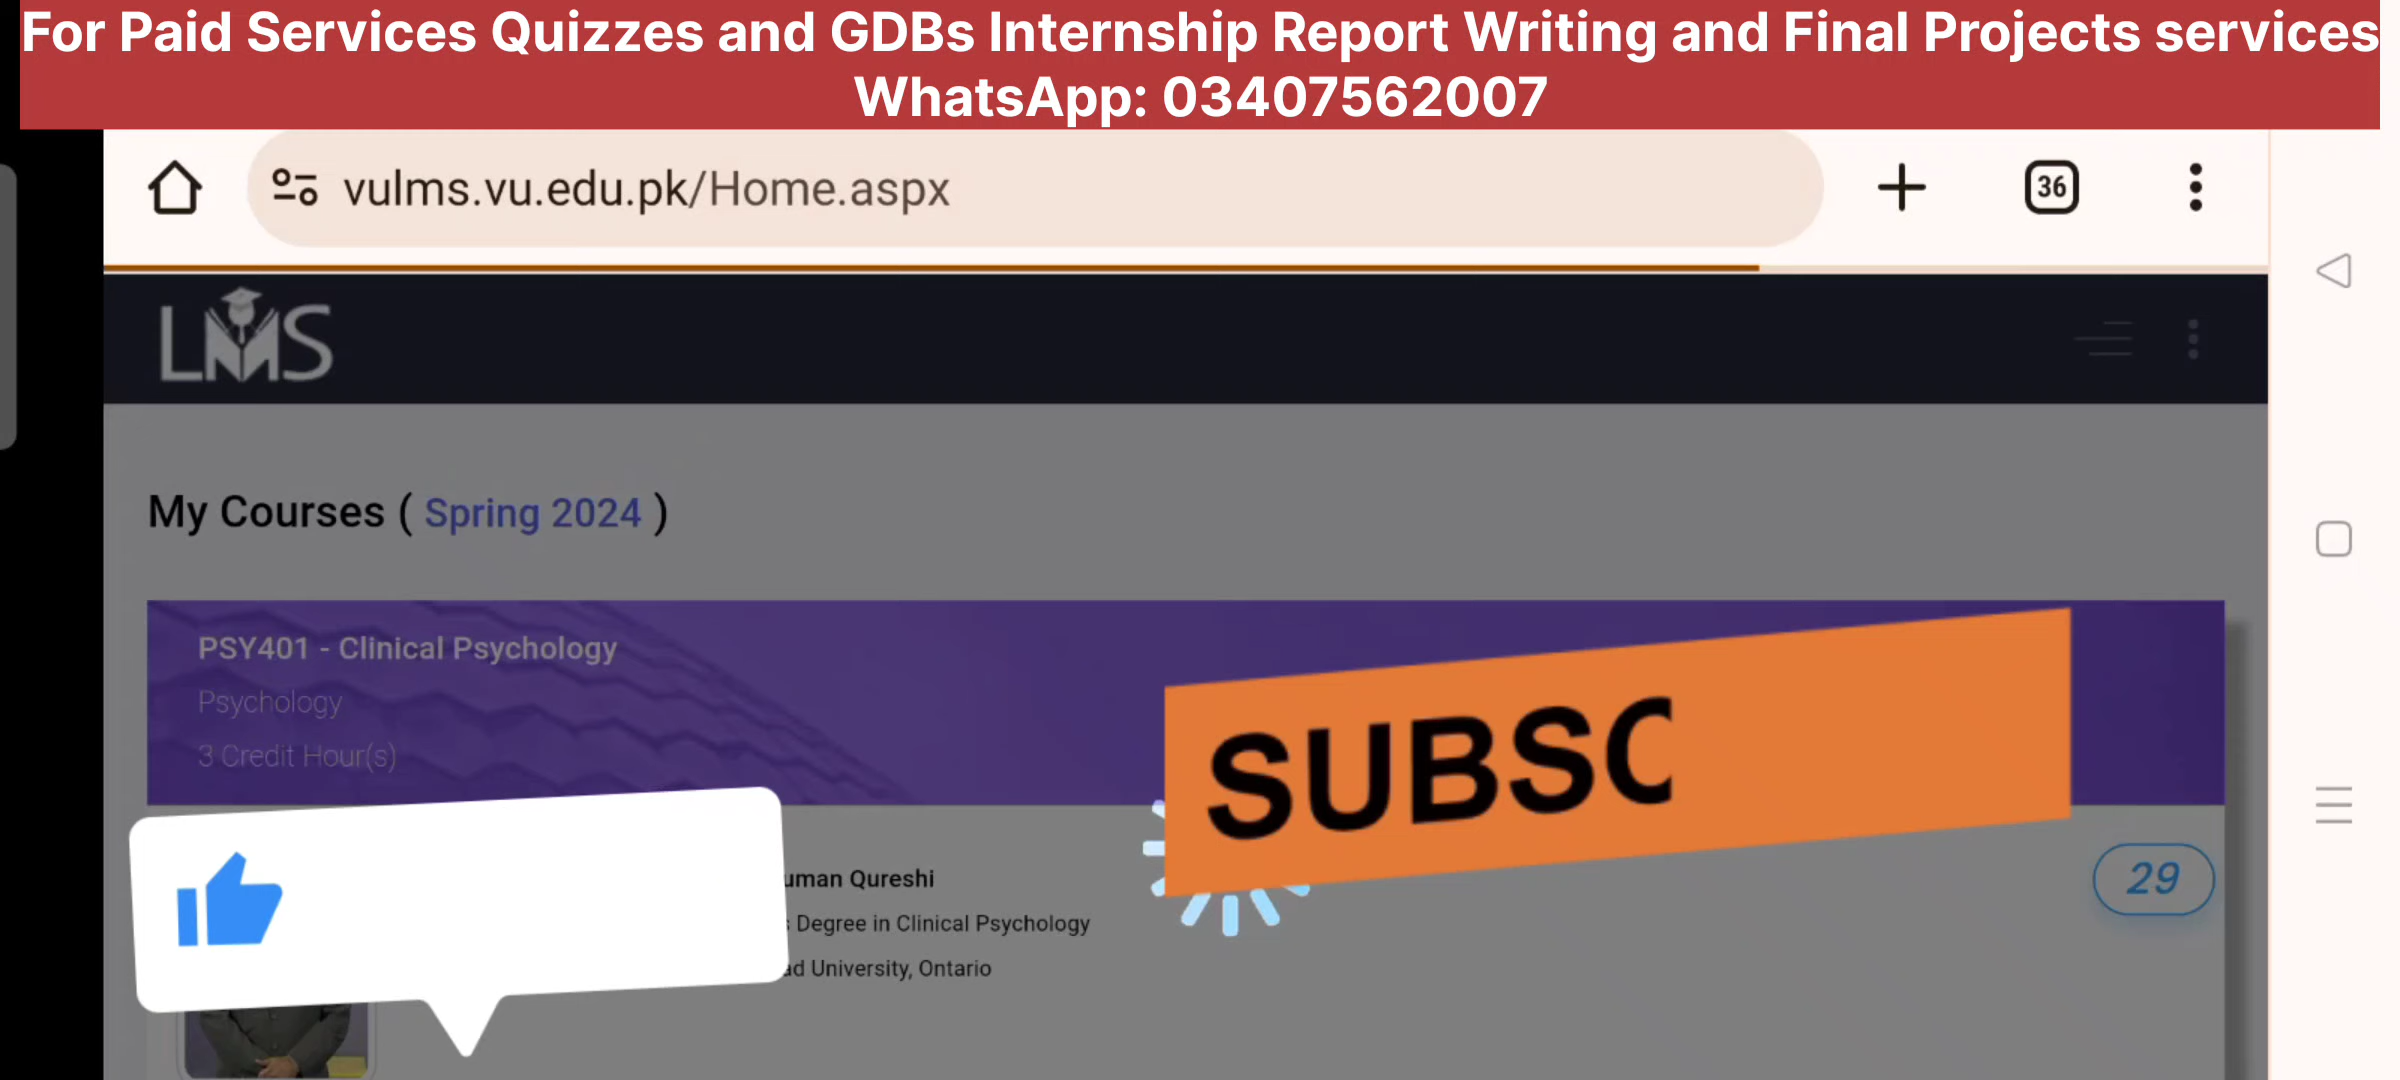 For Paid Services Quizzes and GDBs Internship Report Writing and Final Projects services
WhatsApp: 03407562007
vulms.vu.edu.pk/Home.aspx
36
LMS
My Courses ( Spring 2024 )
PSY401 - Clinical Psychology
Psychology
3 Credit Hour(s)
SUBSC
uman Qureshi
Degree in Clinical Psychology
University, Ontario
29